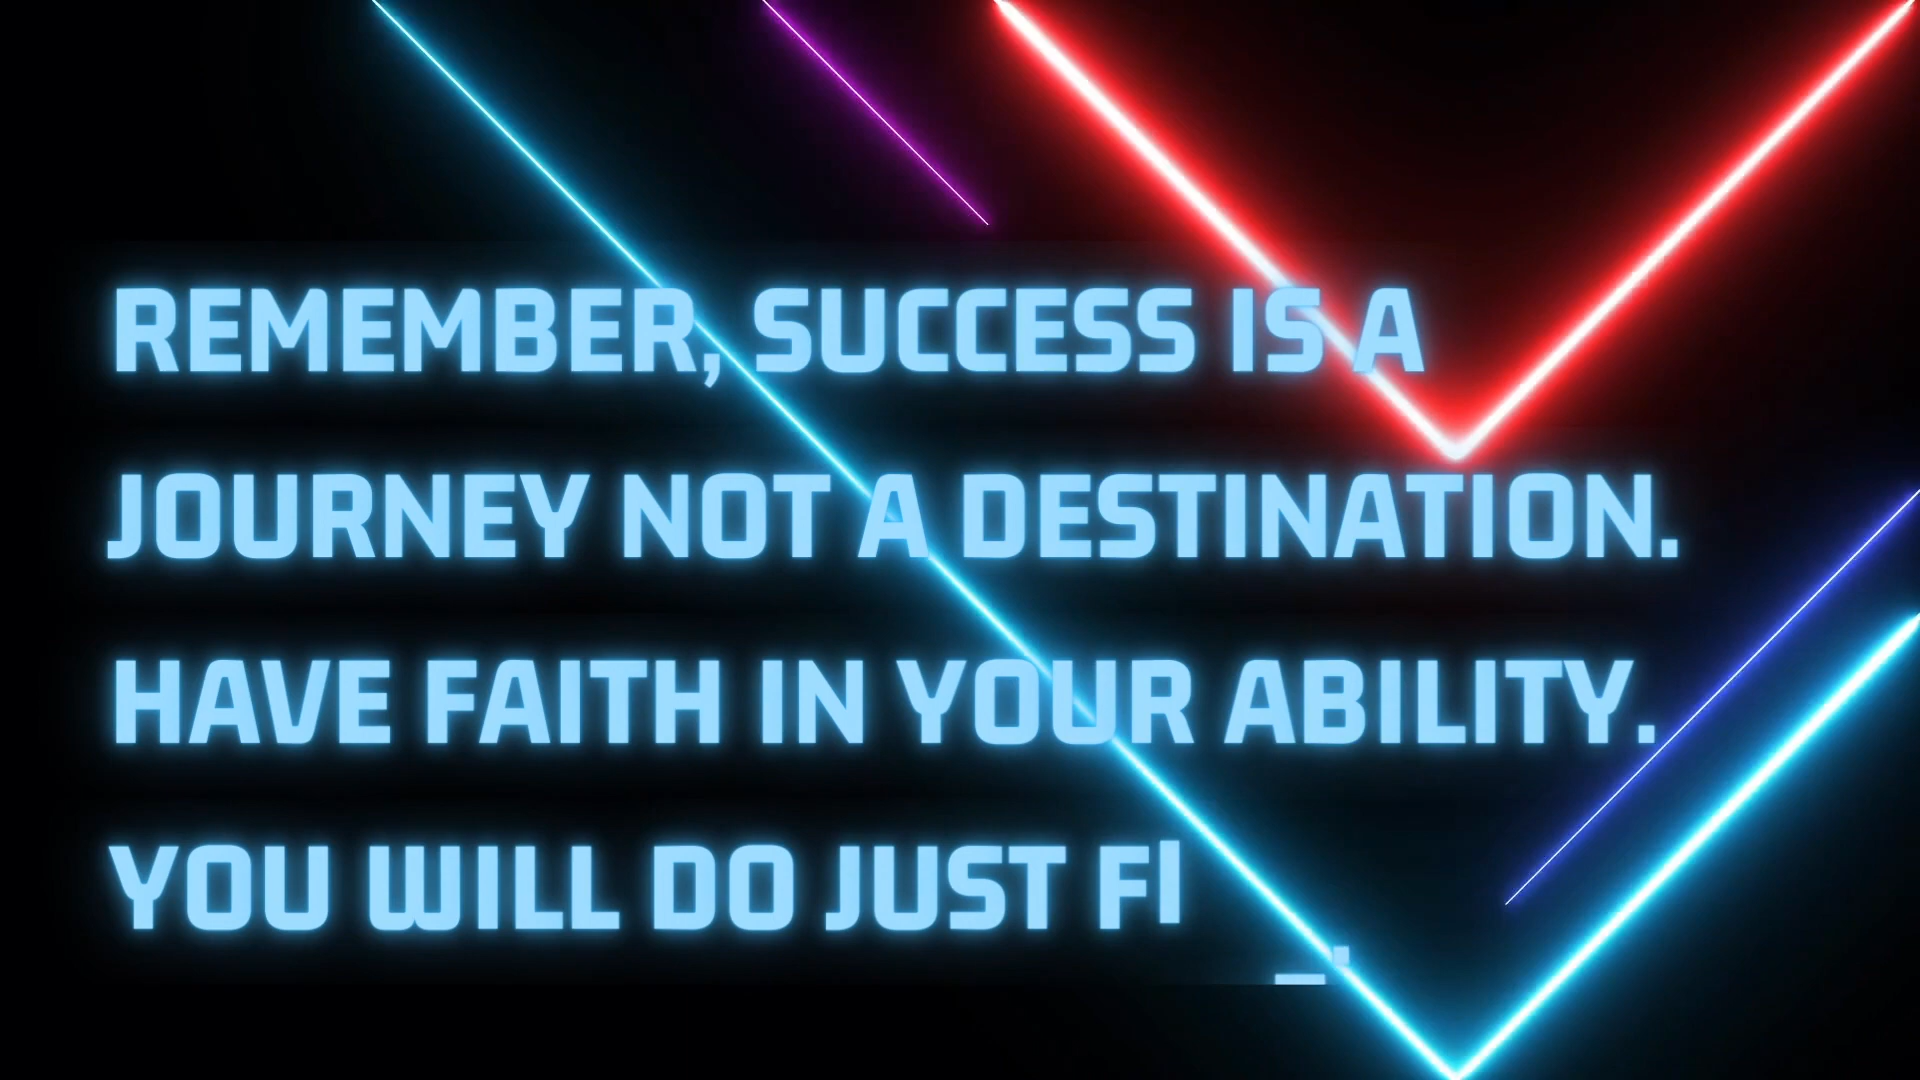 REMEMBER, SUCCESS IS A
JOURNEY NOT A DESTINATION.
HAVE FAITH IN YOUR ABILITY.
YOU WILL DO JUST FI